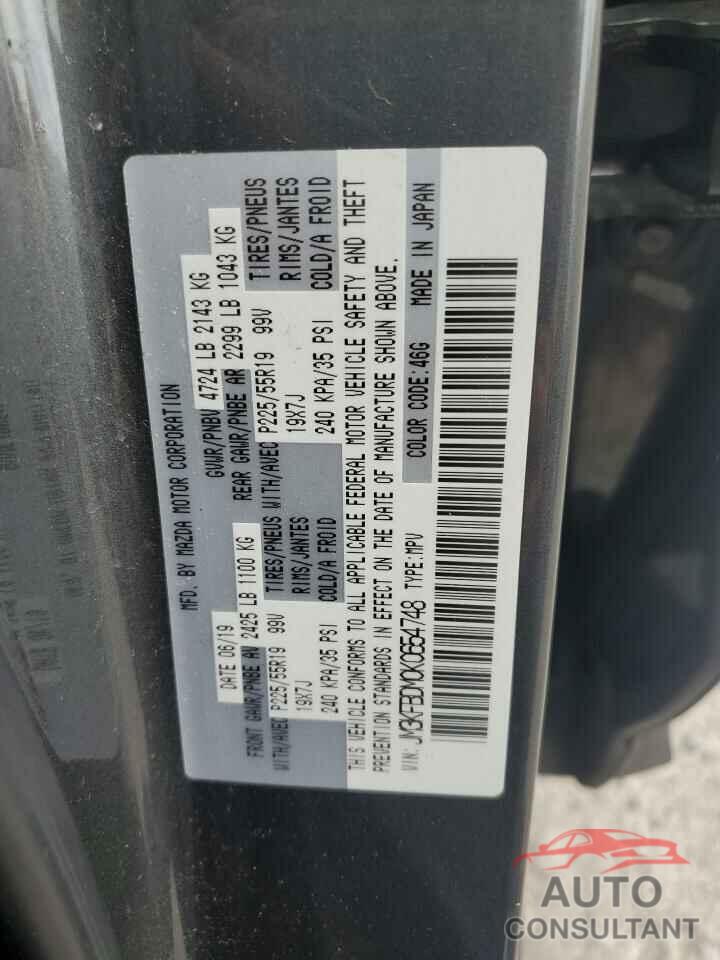 MFD. BY MAZDA MOTOR CORPORATION
DATE 06/19 GVWR/PNBV 4724 LB 2143 KG
FRONT GAWR/PNBE AV 2425 LB 1100 KG REAR GAWR/PNBE AR 2299 LB 1043 KG
WITH/AVEC P225/55R19 99V TIRES/PNEUS WITH/AVEC P225/55R19 99V TIRES/PNEUS
19X7J RIMS/JANTES 19X7J RIMS/JANTES
240 KPA/35 PSI COLD/A FROID 240 KPA/35 PSI COLD/A FROID
THIS VEHICLE CONFORMS TO ALL APPLICABLE FEDERAL MOTOR VEHICLE SAFETY AND THEFT
PREVENTION STANDARDS IN EFFECT ON THE DATE OF MANUFACTURE SHOWN ABOVE.
VIN: JM3KFBDY0K0654748 TYPE:MPV COLOR CODE:46G MADE IN JAPAN
AUTO
CONSULTANT